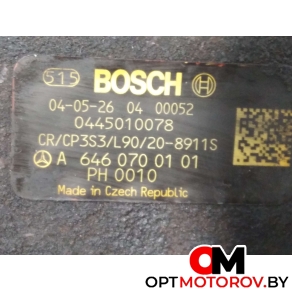 515 BOSCH
04-05-26 04 00052
0445010078
CR/CP3S3/L90/20-8911S
A 646 070 01 01
PH 0010
Made in Czech Republic
OM
OPTMOTOROV.BY